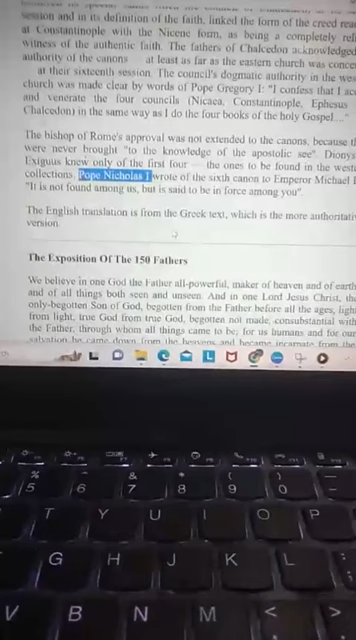 session and in its definition of the faith, linked the form of the creed rea
at Constantinople with the Nicene form, as being a completely reli
witness of the authentic faith. The fathers of Chalcedon acknowledged
authority of the canons — at least as far as the eastern church was conce
at their sixteenth session. The council's dogmatic authority in the wes
church was made clear by words of Pope Gregory I: "I confess that I ac
and venerate the four councils (Nicaea, Constantinople, Ephesus
Chalcedon) in the same way as I do the four books of the holy Gospel...."
The bishop of Rome's approval was not extended to the canons, because th
were never brought "to the knowledge of the apostolic see". Dionys
Exiguus knew only of the first four — the ones to be found in the weste
collections. Pope Nicholas I wrote of the sixth canon to Emperor Michael I
"It is not found among us, but is said to be in force among you".
The English translation is from the Greek text, which is the more authoritati
version.
The Exposition Of The 150 Fathers
We believe in one God the Father all-powerful, maker of heaven and of earth
and of all things both seen and unseen. And in one Lord Jesus Christ, the
only-begotten Son of God, begotten from the Father before all the ages, ligh
from light, true God from true God, begotten not made, consubstantial with
the Father, through whom all things came to be; for us humans and for our
salvation he came down from the heavens and became incarnate from the
% & ( )
5 6 7 8 9 0
T Y U I O P
G H J K L
V B N M < >